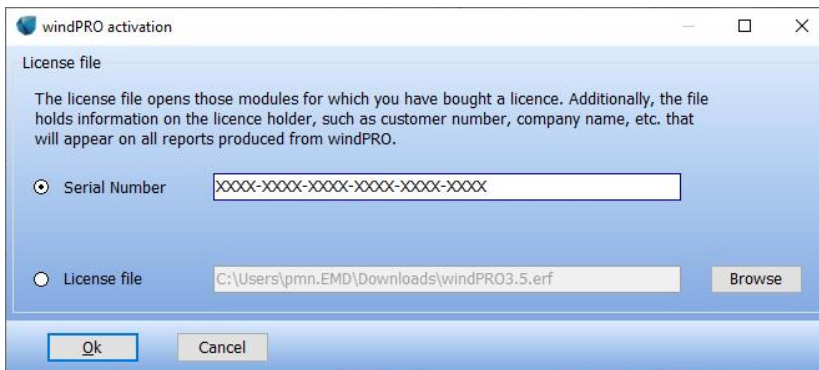 windPRO activation
License file
The license file opens those modules for which you have bought a licence. Additionally, the file
holds information on the licence holder, such as customer number, company name, etc. that
will appear on all reports produced from windPRO.
Serial Number XXXX-XXXX-XXXX-XXXX-XXXX-XXXX
License file C:\Users\pmn.EMD\Downloads\windPRO3.5.erf Browse
Ok Cancel